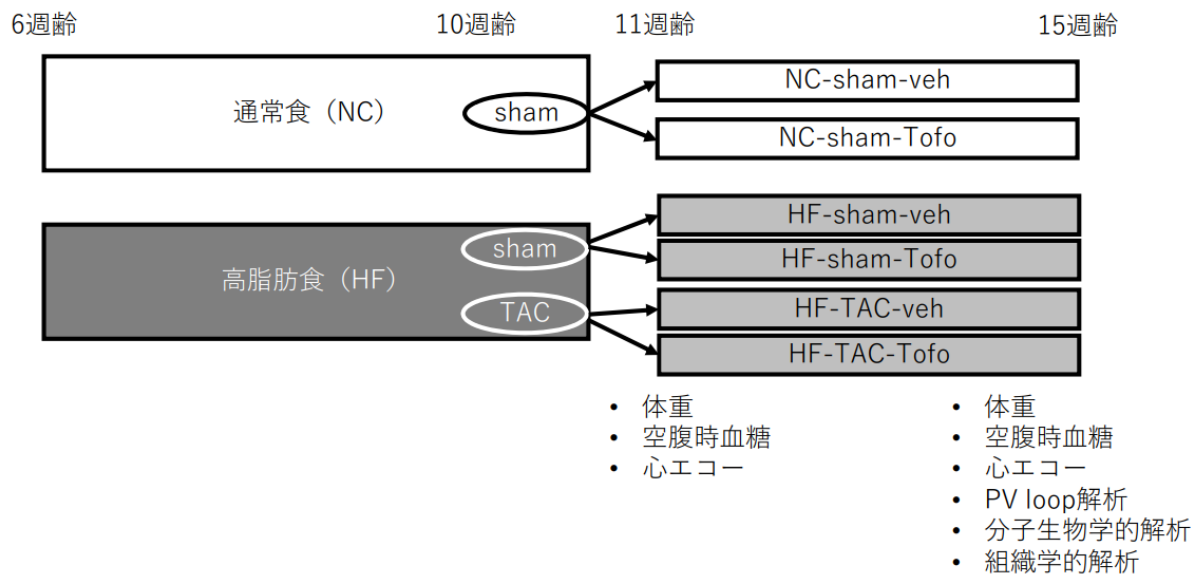 6週齢 10週齢 11週齢 15週齢
通常食（NC）
sham
NC-sham-veh
NC-sham-Tofo
高脂肪食（HF）
sham
TAC
HF-sham-veh
HF-sham-Tofo
HF-TAC-veh
HF-TAC-Tofo
• 体重
• 空腹時血糖
• 心エコー
• 体重
• 空腹時血糖
• 心エコー
• PV loop解析
• 分子生物学的解析
• 組織学的解析